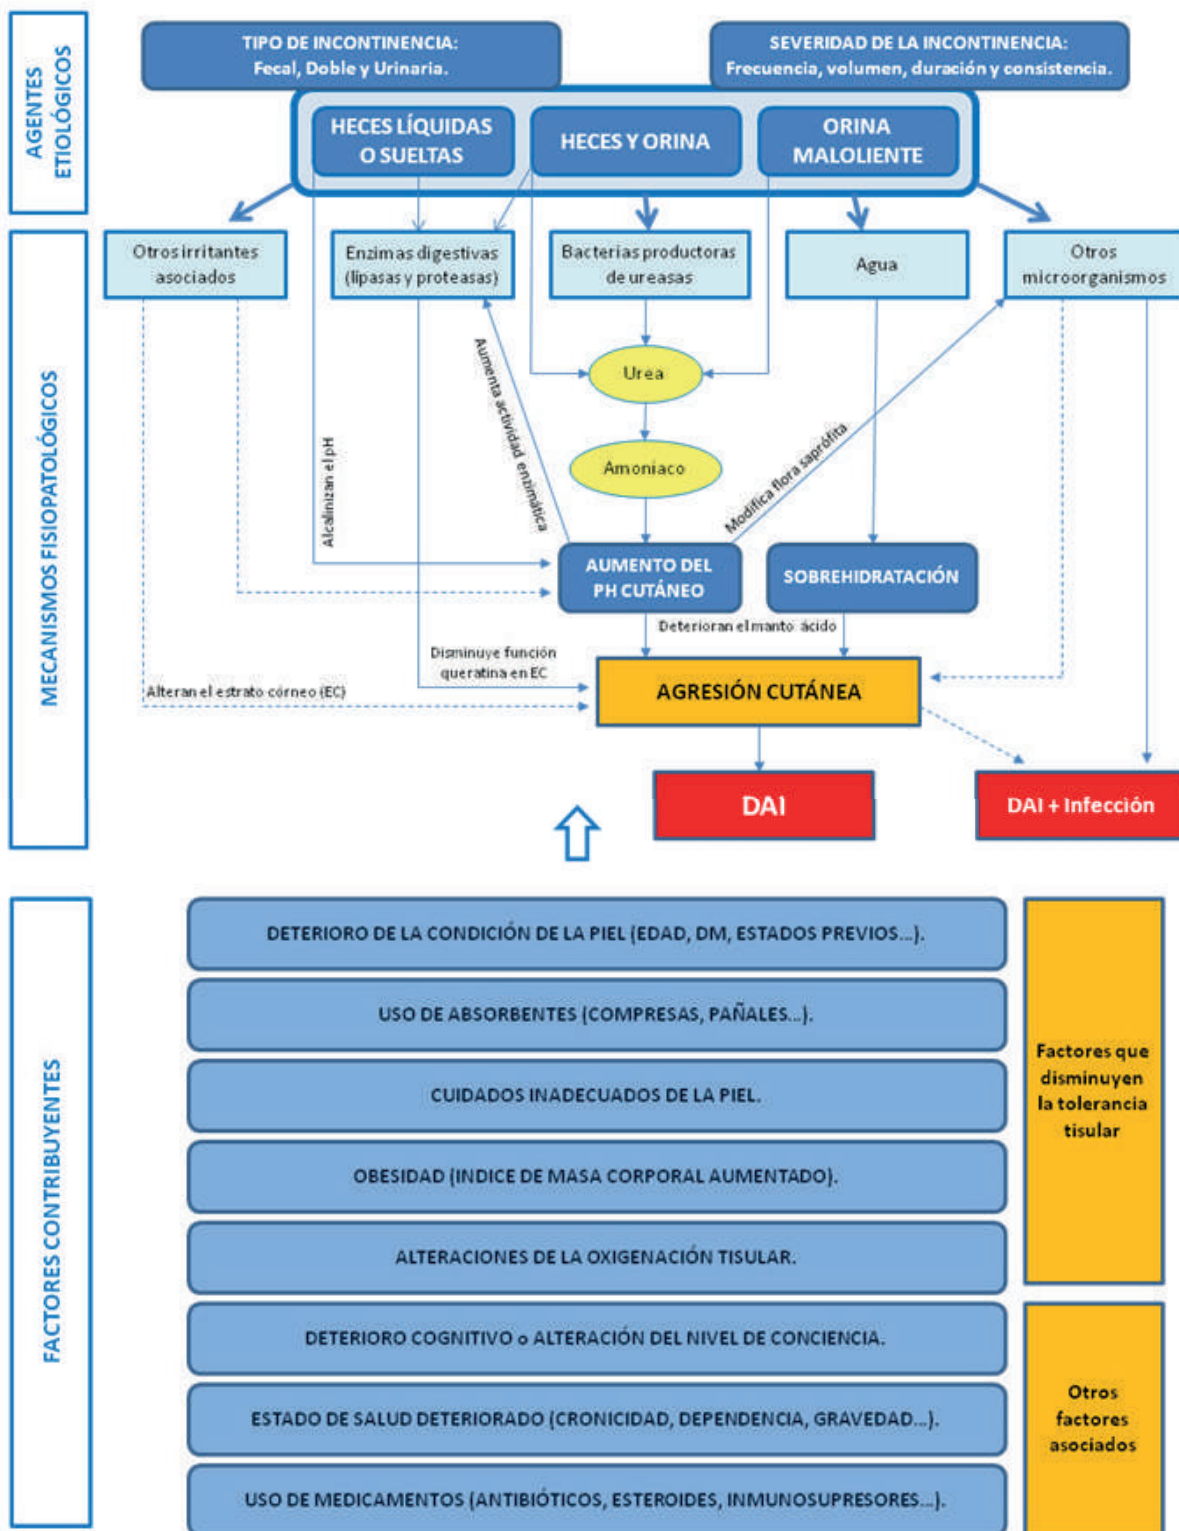 AGENTES
ETIOLÓGICOS
TIPO DE INCONTINENCIA:
Fecal, Doble y Urinaria.
SEVERIDAD DE LA INCONTINENCIA:
Frecuencia, volumen, duración y consistencia.
HECES LÍQUIDAS
O SUELTAS
HECES Y ORINA
ORINA
MALOLIENTE
MECANISMOS FISIOPATOLÓGICOS
Otros irritantes
asociados
Enzimas digestivas
(lipasas y proteasas)
Bacterias productoras
de ureasas
Agua
Otros
microorganismos
Urea
Amoniaco
Alcalinizan el pH
Aumenta actividad
enzimática
Modifica flora saprófita
AUMENTO DEL
PH CUTÁNEO
SOBREHIDRATACIÓN
Deterioran el manto ácido
Disminuye función
queratina en EC
Alteran el estrato córneo (EC)
AGRESIÓN CUTÁNEA
DAI
DAI + Infección
FACTORES CONTRIBUYENTES
DETERIORO DE LA CONDICIÓN DE LA PIEL (EDAD, DM, ESTADOS PREVIOS...).
USO DE ABSORBENTES (COMPRESAS, PAÑALES...).
CUIDADOS INADECUADOS DE LA PIEL.
OBESIDAD (INDICE DE MASA CORPORAL AUMENTADO).
ALTERACIONES DE LA OXIGENACIÓN TISULAR.
Factores que
disminuyen
la tolerancia
tisular
DETERIORO COGNITIVO o ALTERACIÓN DEL NIVEL DE CONCIENCIA.
ESTADO DE SALUD DETERIORADO (CRONICIDAD, DEPENDENCIA, GRAVEDAD...).
USO DE MEDICAMENTOS (ANTIBIÓTICOS, ESTEROIDES, INMUNOSUPRESORES...).
Otros
factores
asociados